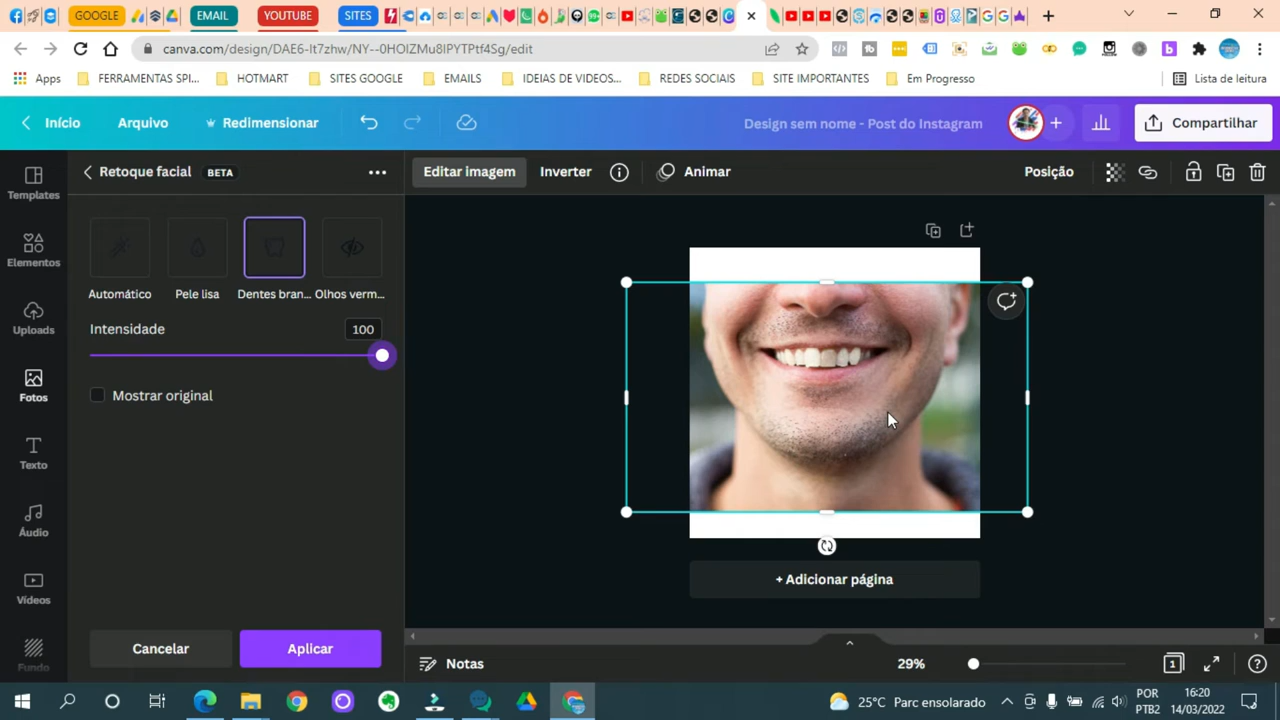 GOOGLE
EMAIL
YOUTUBE
SITES
canva.com/design/DAE6-It7zhw/NY--0HOIZMu8IPYTPtf4Sg/edit
Apps
FERRAMENTAS SPI...
HOTMART
SITES GOOGLE
EMAILS
IDEIAS DE VIDEOS...
REDES SOCIAIS
SITE IMPORTANTES
Em Progresso
Lista de leitura
Início
Arquivo
Redimensionar
Design sem nome - Post do Instagram
Compartilhar
Templates
Elementos
Uploads
Fotos
Texto
Áudio
Vídeos
Fundo
Retoque facial
BETA
Automático
Pele lisa
Dentes bran...
Olhos verm...
Intensidade
100
Mostrar original
Cancelar
Aplicar
Editar imagem
Inverter
Animar
Posição
+ Adicionar página
Notas
29%
1
25°C Parc ensolarado
POR
PTB2
16:20
14/03/2022